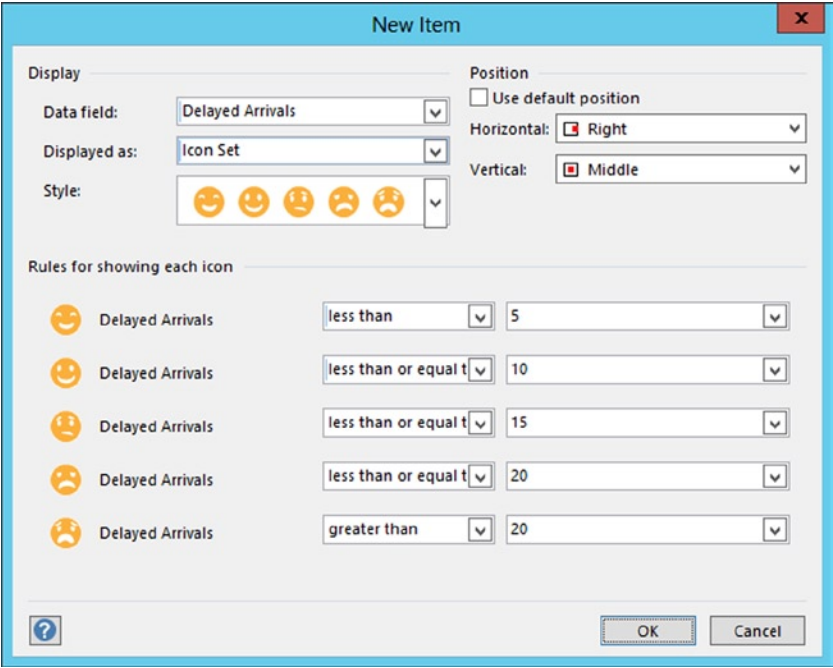 New Item
x
Display
Data field: Delayed Arrivals
Displayed as: Icon Set
Style:
Position
Use default position
Horizontal: Right
Vertical: Middle
Rules for showing each icon
Delayed Arrivals less than 5
Delayed Arrivals less than or equal t 10
Delayed Arrivals less than or equal t 15
Delayed Arrivals less than or equal t 20
Delayed Arrivals greater than 20
? OK Cancel